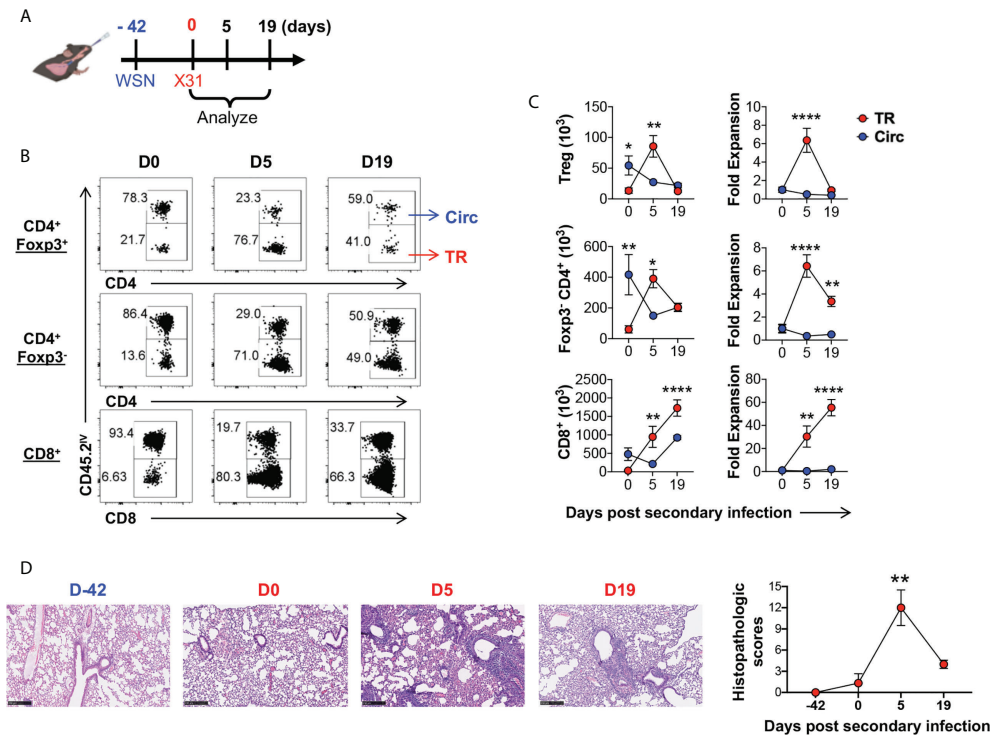 A
- 42 0 5 19 (days)
WSN X31
Analyze
B
D0 D5 D19
CD4+
Foxp3+
78.3 23.3 59.0 Circ
21.7 76.7 41.0 TR
CD4
CD4+
Foxp3-
86.4 29.0 50.9
13.6 71.0 49.0
CD4
CD8+
93.4 19.7 33.7
6.63 80.3 66.3
CD45.2IV
CD8
C
TR
Circ
Treg (10³)
150
100
50
0
* **
0 5 19
Fold Expansion
10
8
6
4
2
0
****
0 5 19
Foxp3- CD4+ (10³)
600
400
200
0
** *
0 5 19
Fold Expansion
10
8
6
4
2
0
**** **
0 5 19
CD8+ (10³)
2500
2000
1500
1000
500
0
** ****
0 5 19
Fold Expansion
80
60
40
20
0
** ****
0 5 19
Days post secondary infection
D
D-42 D0 D5 D19
Histopathologic
scores
15
12
9
6
3
0
**
-42 0 5 19
Days post secondary infection